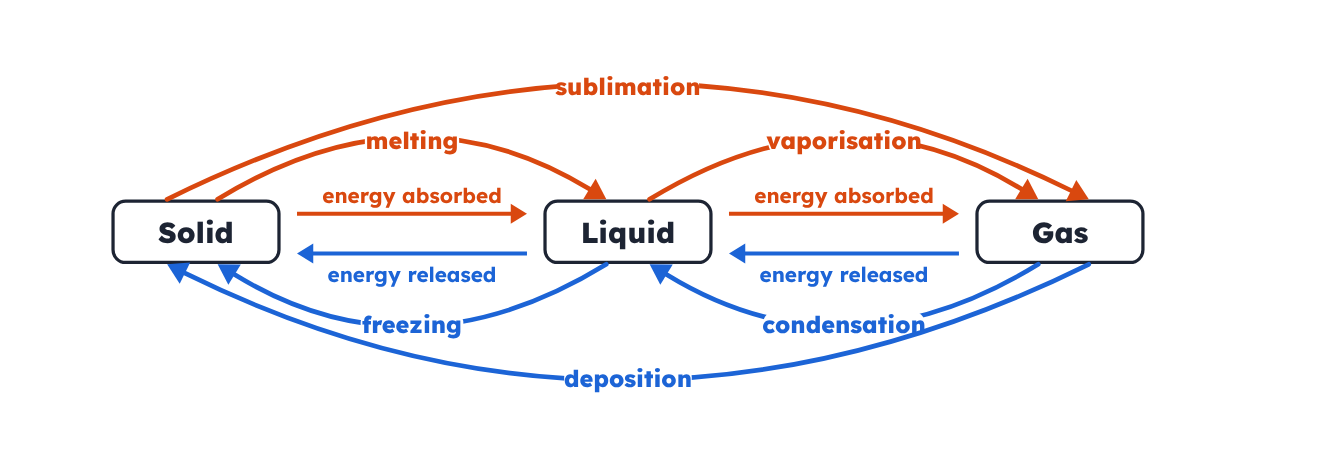 sublimation
melting
vaporisation
energy absorbed
energy absorbed
Solid
Liquid
Gas
energy released
energy released
freezing
condensation
deposition